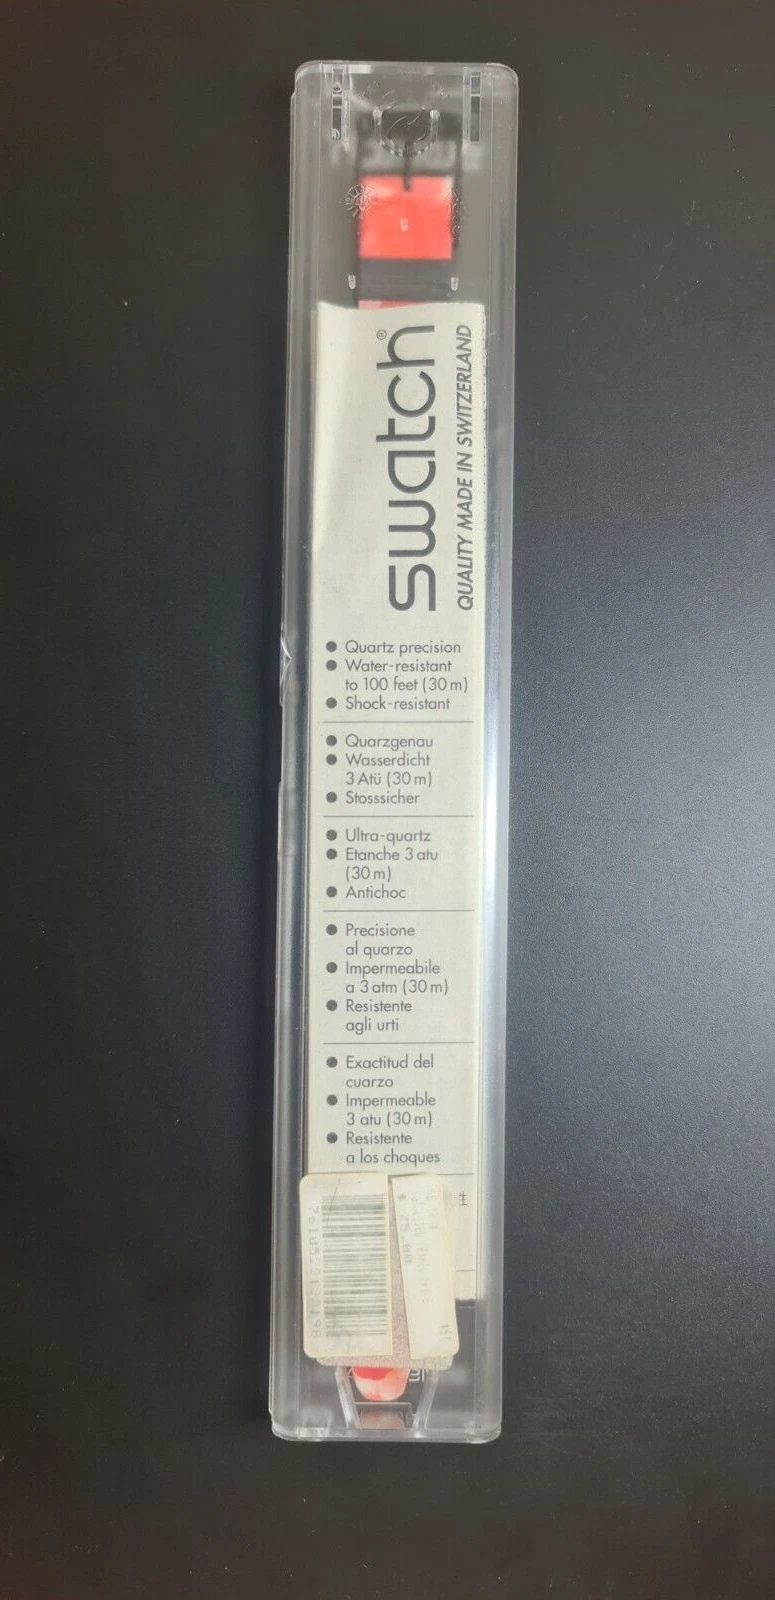 swatch®
QUALITY MADE IN SWITZERLAND
● Quartz precision
● Water-resistant
to 100 feet (30 m)
● Shock-resistant
● Quarzgenau
● Wasserdicht
3 Atü (30 m)
● Stosssicher
● Ultra-quartz
● Etanche 3 atu
(30 m)
● Antichoc
● Precisione
al quarzo
● Impermeabile
a 3 atm (30 m)
● Resistente
agli urti
● Exactitud del
cuarzo
● Impermeable
3 atu (30 m)
● Resistente
a los choques
$ 75.00